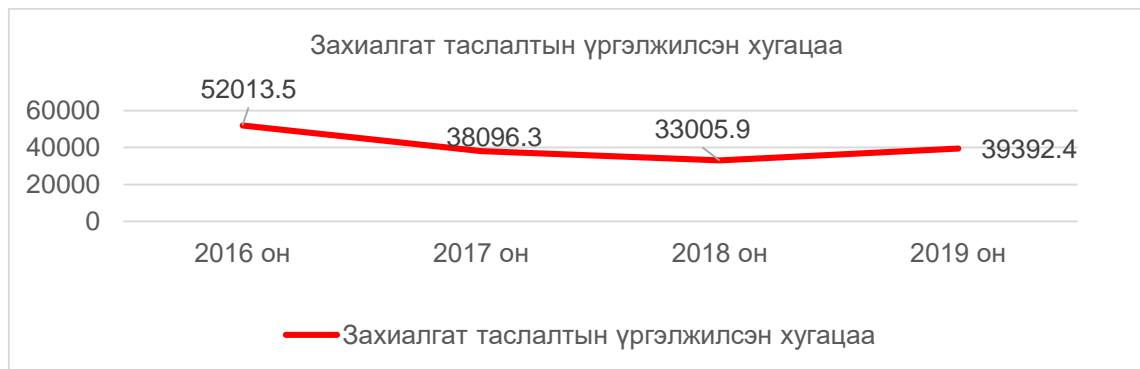 Захиалгат таслалтын үргэлжилсэн хугацаа
52013.5
60000
38096.3
33005.9
39392.4
40000
20000
0
2016 он
2017 он
2018 он
2019 он
Захиалгат таслалтын үргэлжилсэн хугацаа